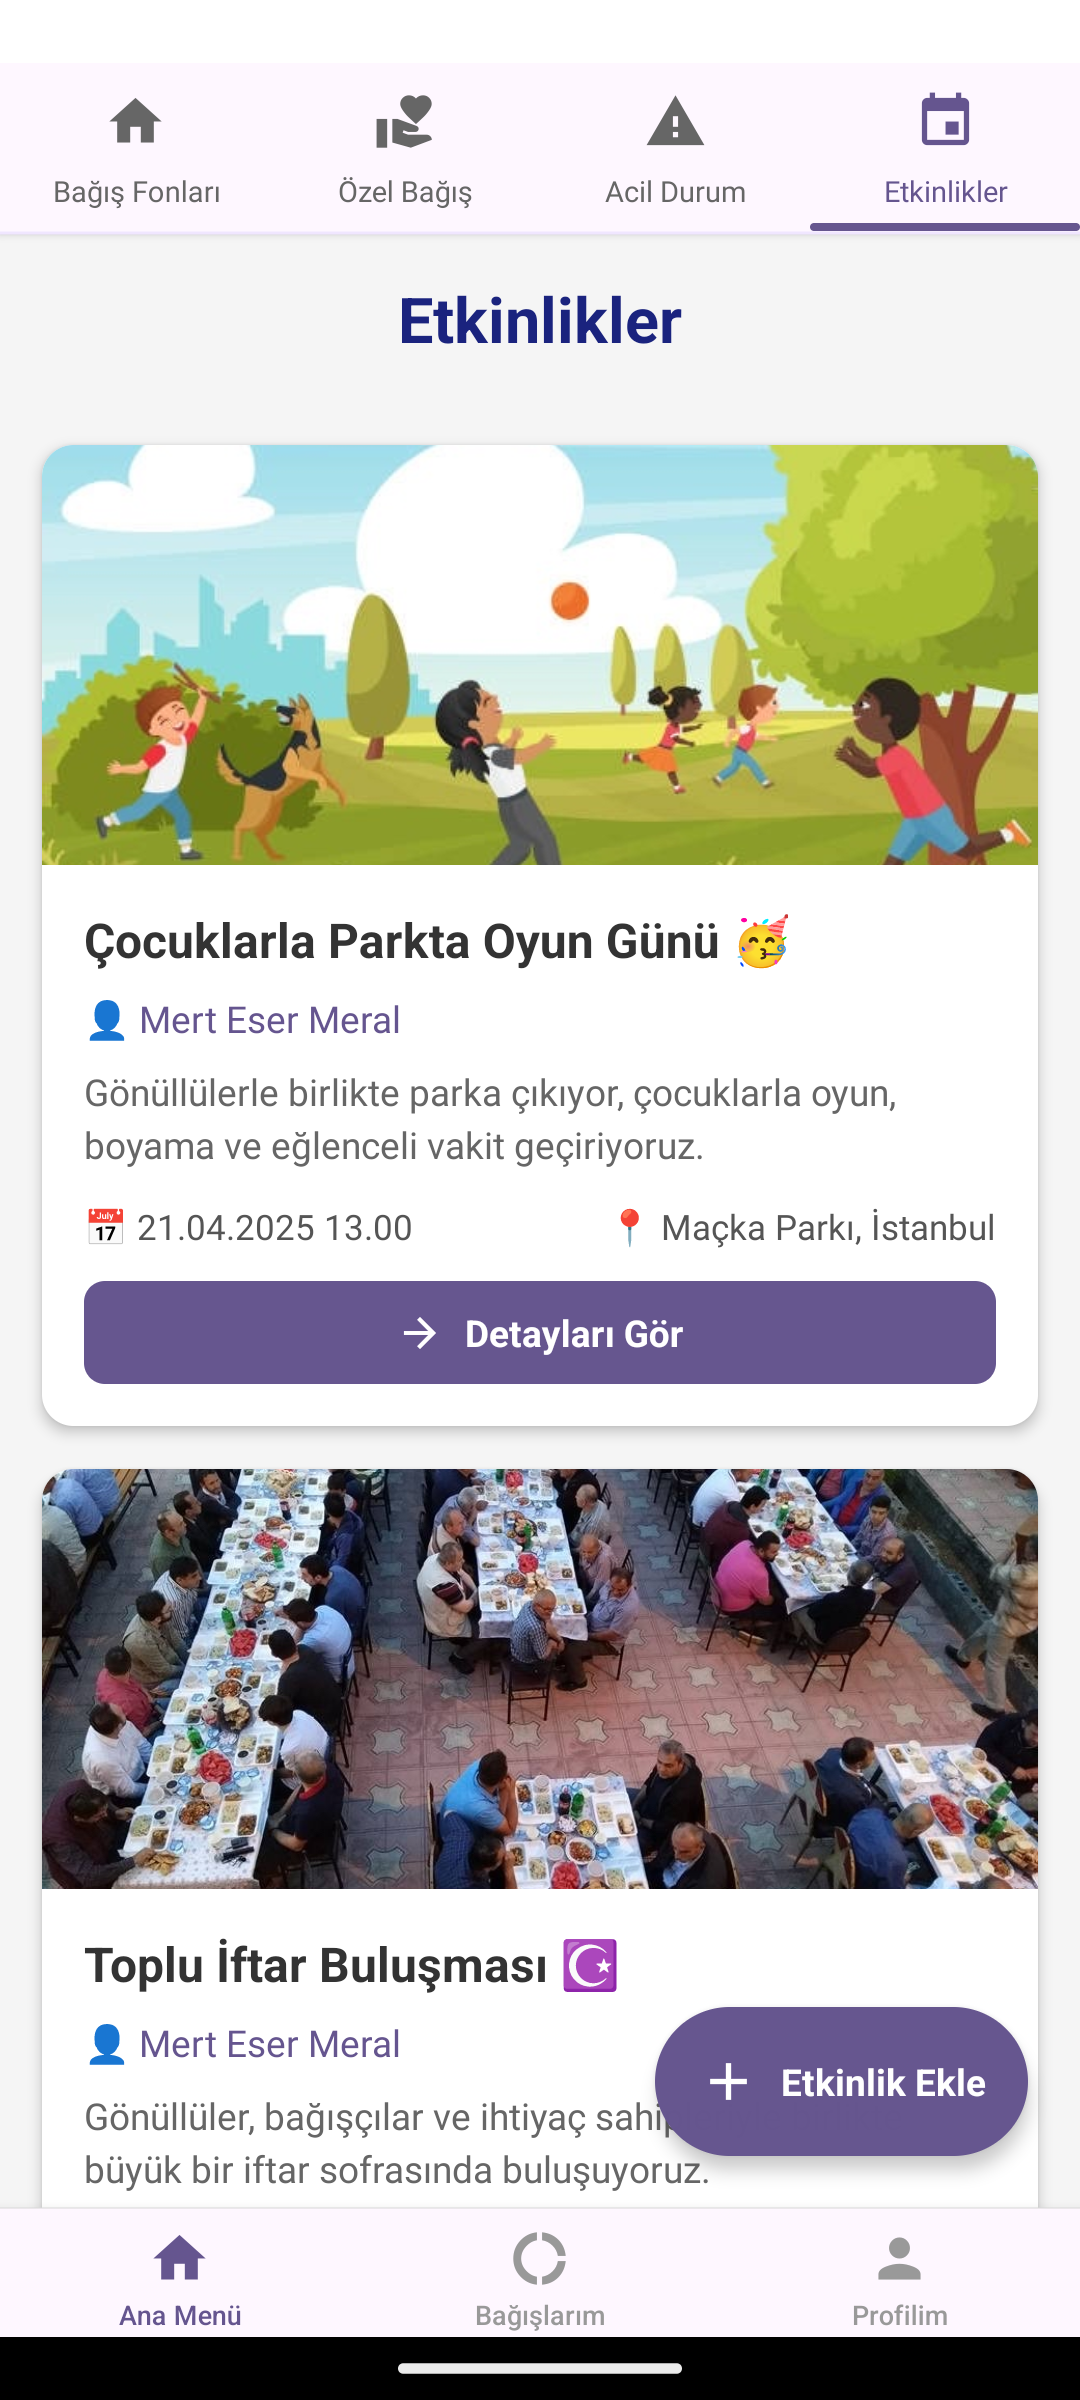 Bağış Fonları
Özel Bağış
Acil Durum
Etkinlikler
Etkinlikler
Çocuklarla Parkta Oyun Günü 🥳
👤 Mert Eser Meral
Gönüllülerle birlikte parka çıkıyor, çocuklarla oyun,
boyama ve eğlenceli vakit geçiriyoruz.
📅 21.04.2025 13.00
📍 Maçka Parkı, İstanbul
Detayları Gör
Toplu İftar Buluşması ☪️
👤 Mert Eser Meral
Gönüllüler, bağışçılar ve ihtiyaç
büyük bir iftar sofrasında buluşuyoruz.
Etkinlik Ekle
Ana Menü
Bağışlarım
Profilim